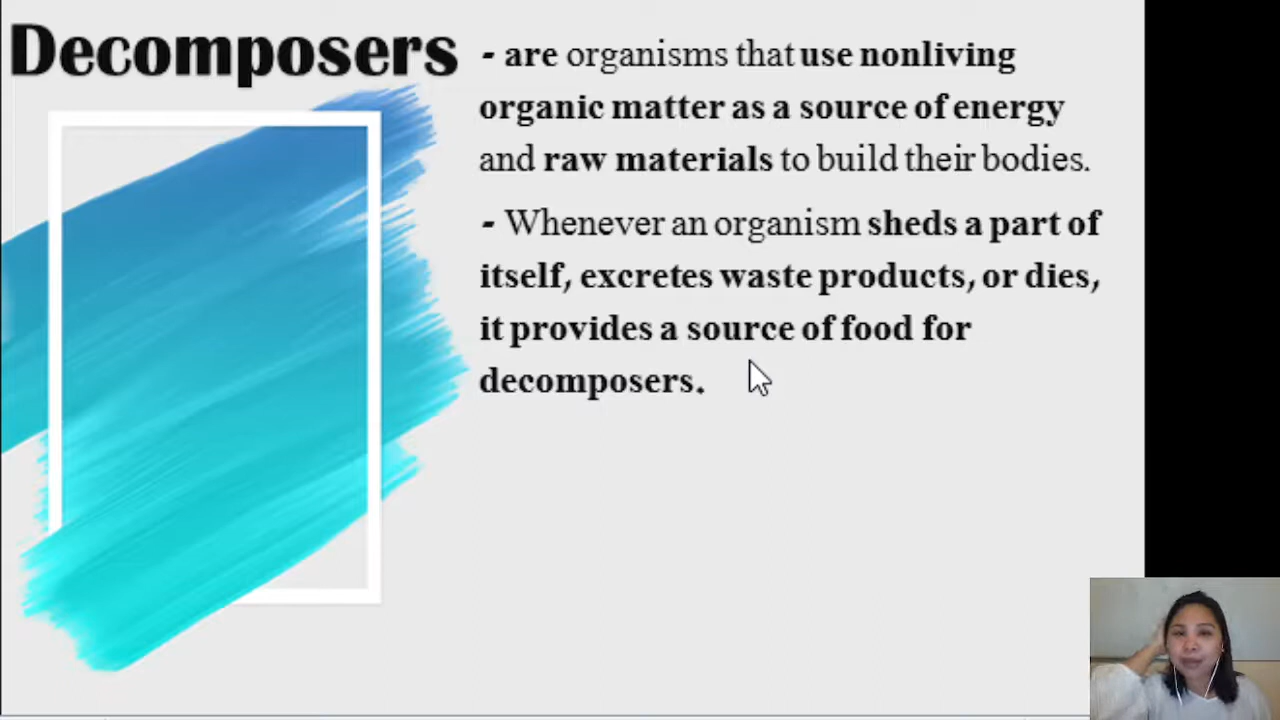 Decomposers
- are organisms that use nonliving
organic matter as a source of energy
and raw materials to build their bodies.
- Whenever an organism sheds a part of
itself, excretes waste products, or dies,
it provides a source of food for
decomposers.